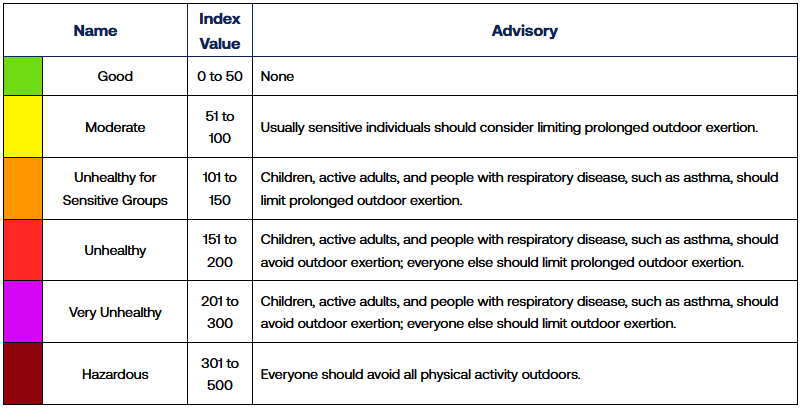 Name
Index
Value
Advisory
Good
0 to 50
None
Moderate
51 to
100
Usually sensitive individuals should consider limiting prolonged outdoor exertion.
Unhealthy for
Sensitive Groups
101 to
150
Children, active adults, and people with respiratory disease, such as asthma, should
limit prolonged outdoor exertion.
Unhealthy
151 to
200
Children, active adults, and people with respiratory disease, such as asthma, should
avoid outdoor exertion; everyone else should limit prolonged outdoor exertion.
Very Unhealthy
201 to
300
Children, active adults, and people with respiratory disease, such as asthma, should
avoid outdoor exertion; everyone else should limit outdoor exertion.
Hazardous
301 to
500
Everyone should avoid all physical activity outdoors.